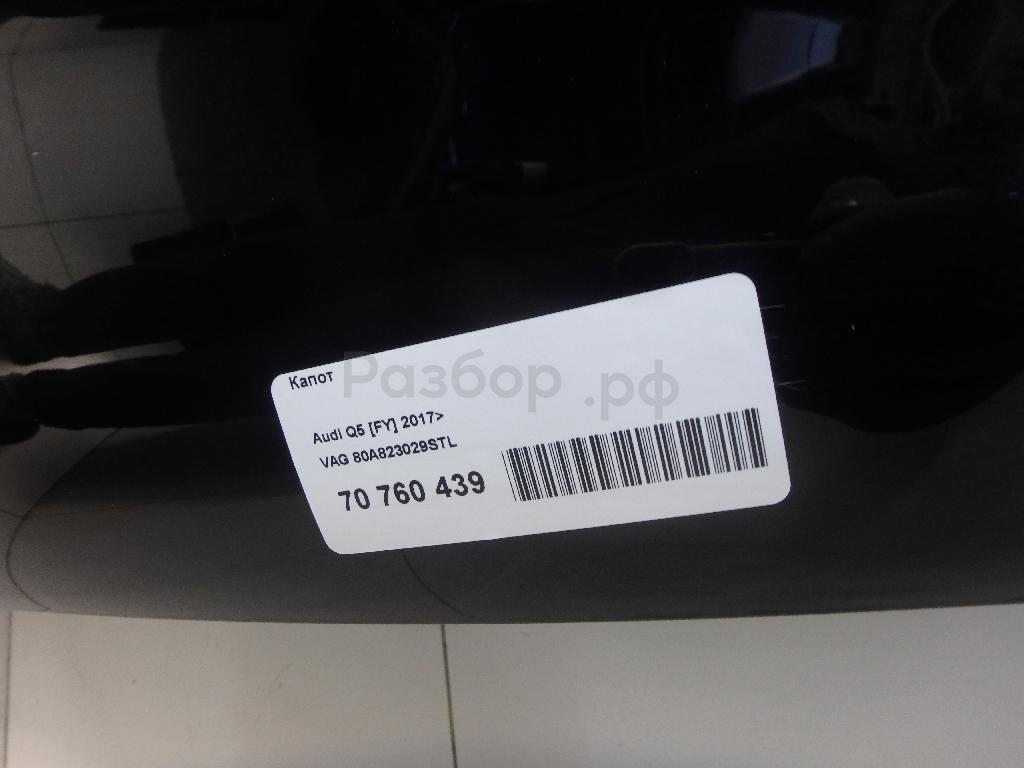 Капот
Разбор.рф
Audi Q5 [FY] 2017>
VAG 80A823029STL
70 760 439